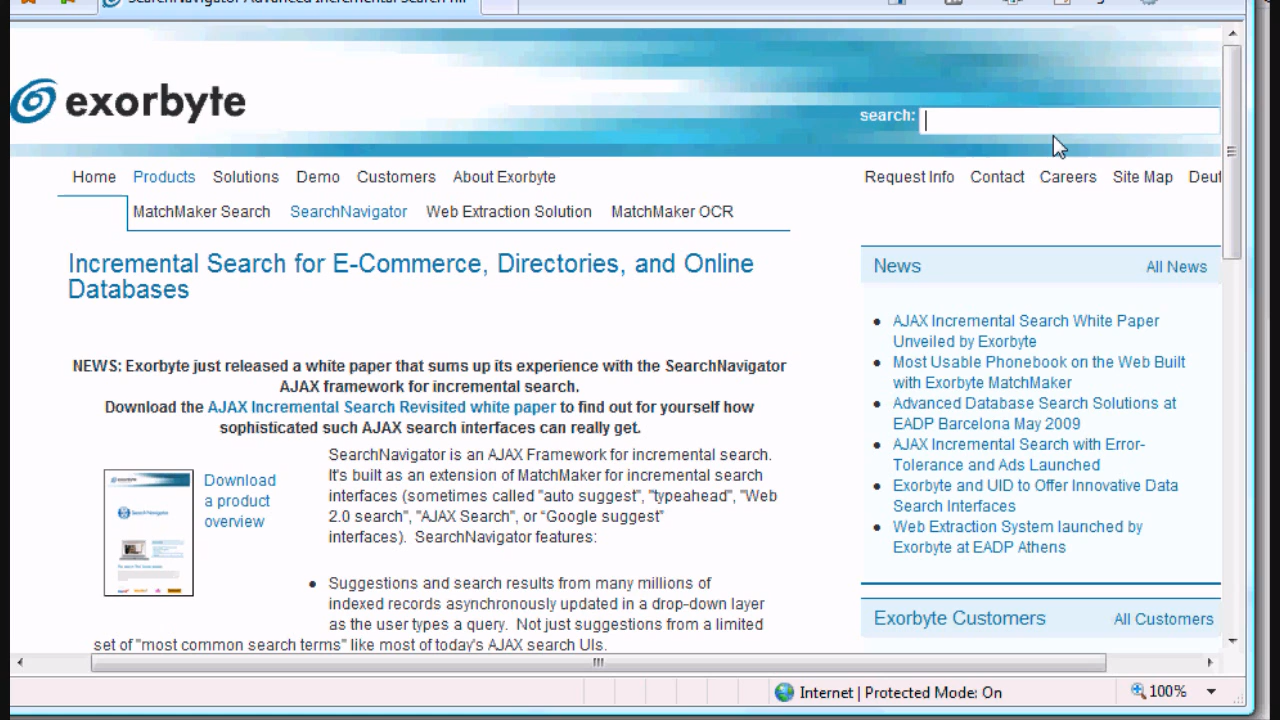 SearchNavigator Advanced Incremental Search
exorbyte
search:
Home Products Solutions Demo Customers About Exorbyte
Request Info Contact Careers Site Map
MatchMaker Search SearchNavigator Web Extraction Solution MatchMaker OCR
Incremental Search for E-Commerce, Directories, and Online
Databases
NEWS: Exorbyte just released a white paper that sums up its experience with the SearchNavigator
AJAX framework for incremental search.
Download the AJAX Incremental Search Revisited white paper to find out for yourself how
sophisticated such AJAX search interfaces can really get.
exorbyte
SearchNavigator
Download
a product
overview
SearchNavigator is an AJAX Framework for incremental search.
It's built as an extension of MatchMaker for incremental search
interfaces (sometimes called "auto suggest", "typeahead", "Web
2.0 search", "AJAX Search", or “Google suggest”
interfaces). SearchNavigator features:
• Suggestions and search results from many millions of
indexed records asynchronously updated in a drop-down layer
as the user types a query. Not just suggestions from a limited
set of "most common search terms" like most of today's AJAX search UIs.
News All News
• AJAX Incremental Search White Paper
Unveiled by Exorbyte
• Most Usable Phonebook on the Web Built
with Exorbyte MatchMaker
• Advanced Database Search Solutions at
EADP Barcelona May 2009
• AJAX Incremental Search with Error-
Tolerance and Ads Launched
• Exorbyte and UID to Offer Innovative Data
Search Interfaces
• Web Extraction System launched by
Exorbyte at EADP Athens
Exorbyte Customers All Customers
Internet | Protected Mode: On
100%